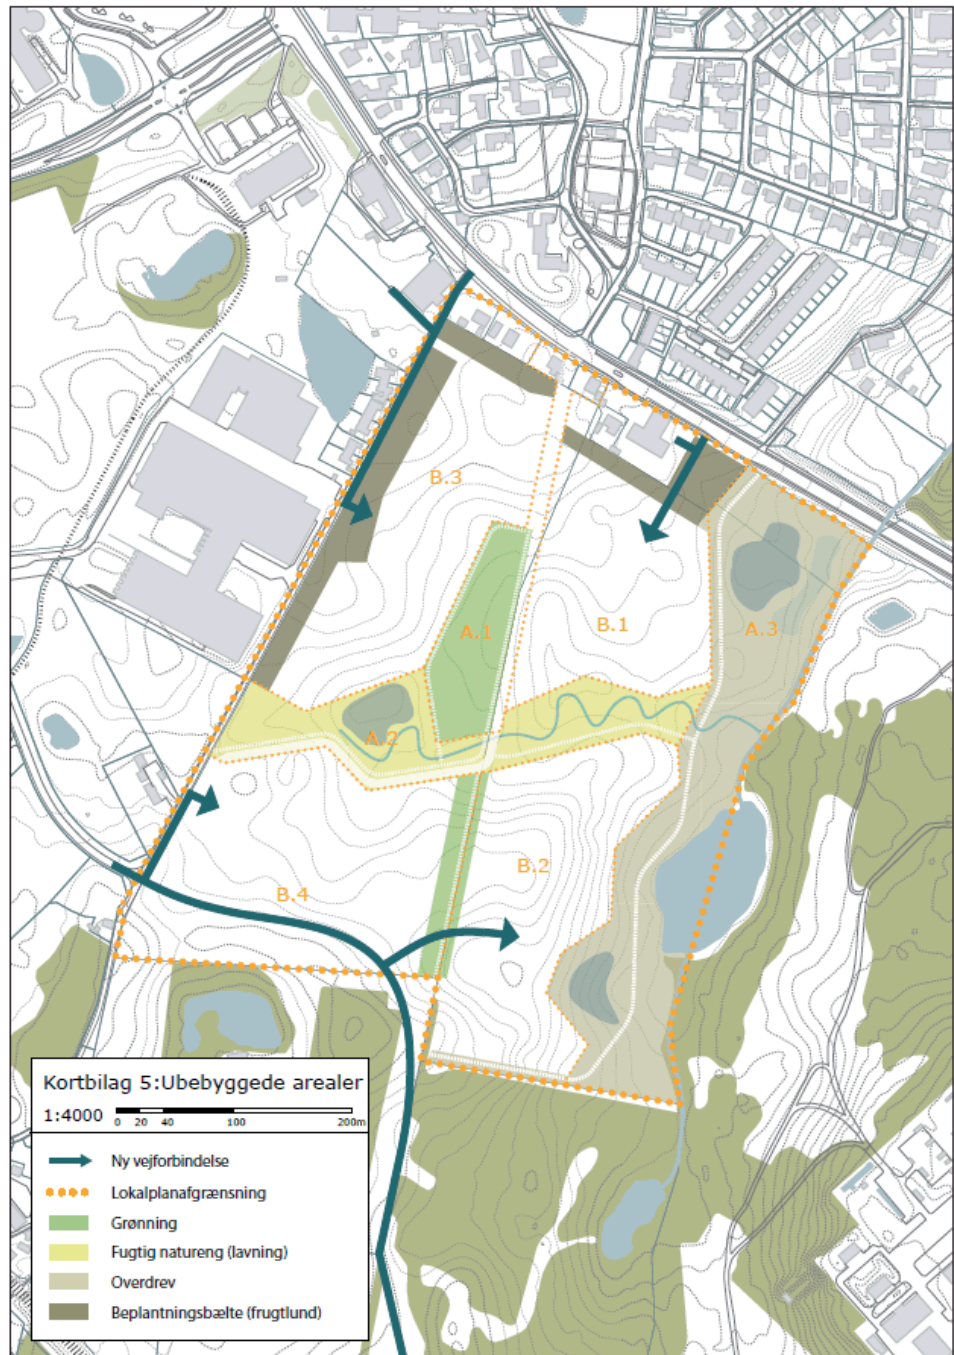 B.3
A.1
B.1
A.3
A.2
B.2
B.4
Kortbilag 5:Ubebyggede arealer
1:4000 0 20 40 100 200m
Ny vejforbindelse
Lokalplanafgrænsning
Grønning
Fugtig natureng (lavning)
Overdrev
Beplantningsbælte (frugtlund)